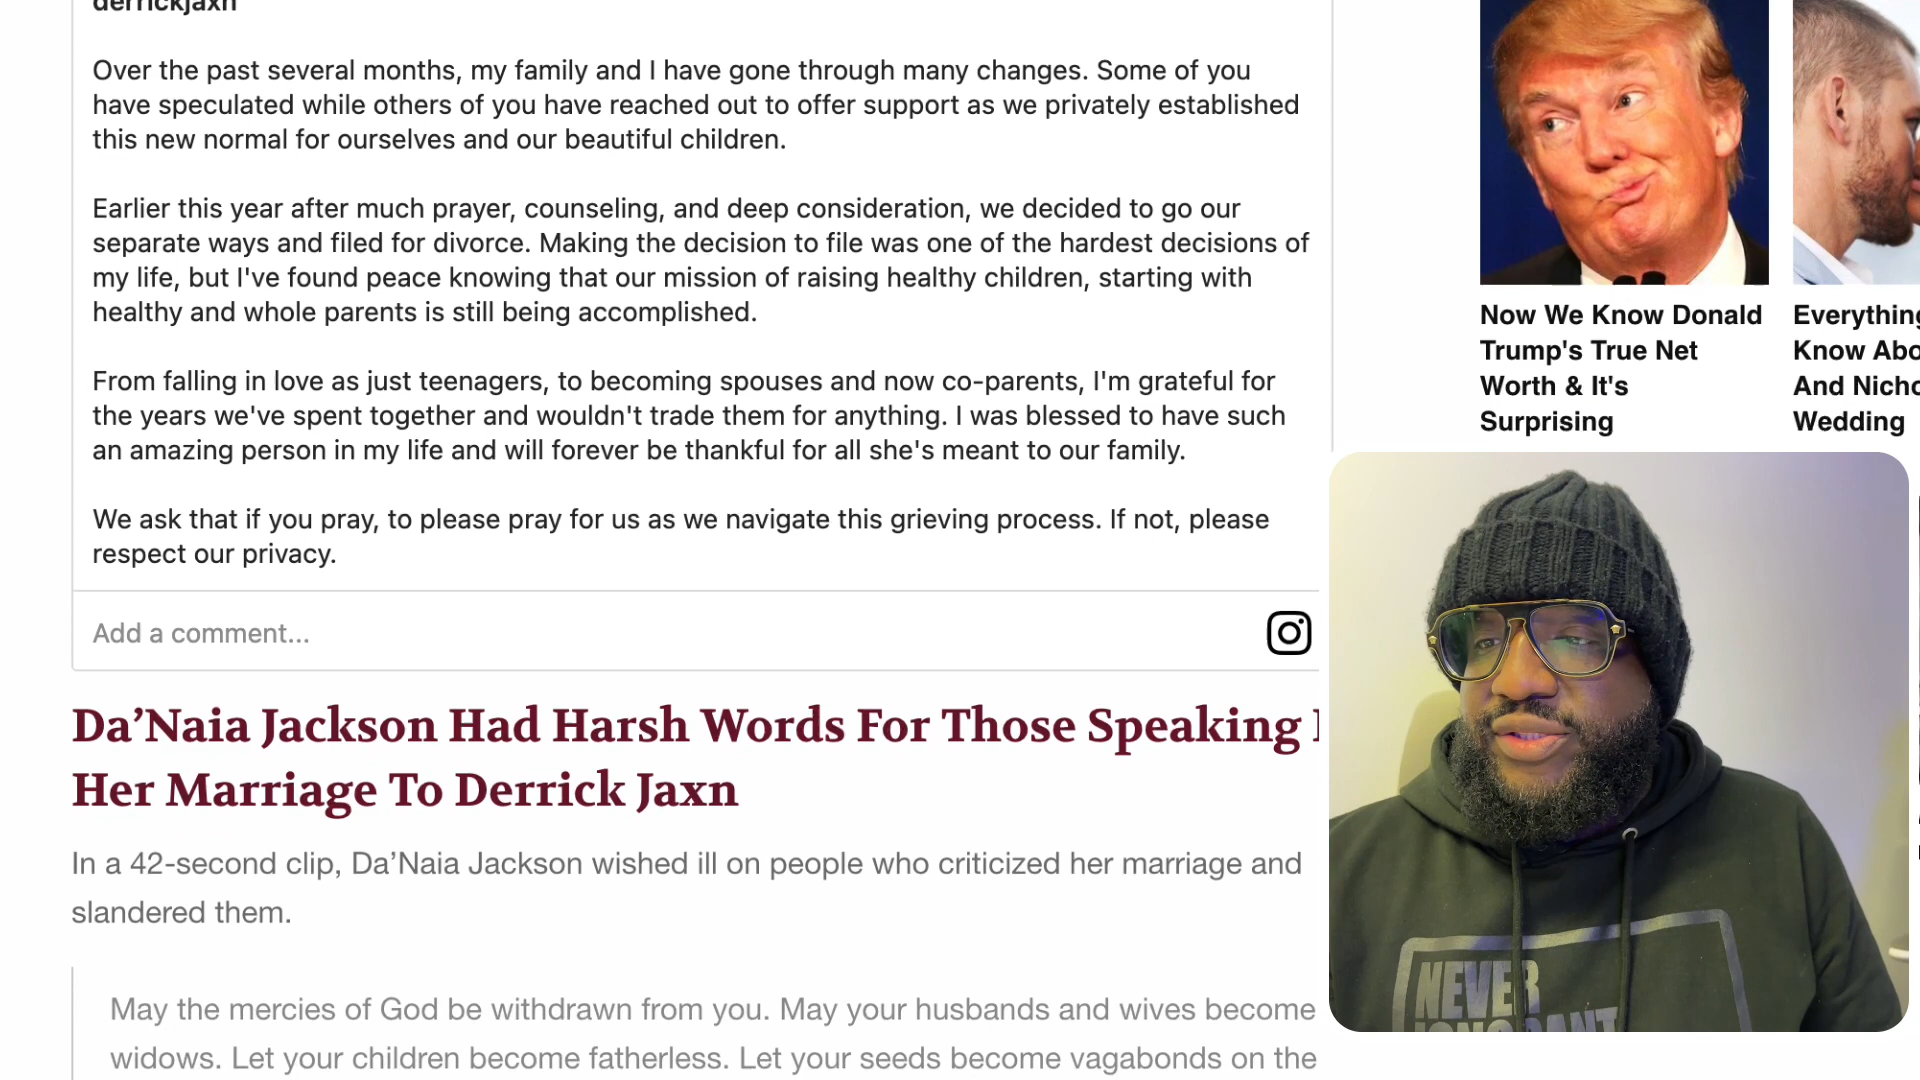 derrickjaxn
Over the past several months, my family and I have gone through many changes. Some of you
have speculated while others of you have reached out to offer support as we privately established
this new normal for ourselves and our beautiful children.
Earlier this year after much prayer, counseling, and deep consideration, we decided to go our
separate ways and filed for divorce. Making the decision to file was one of the hardest decisions of
my life, but I've found peace knowing that our mission of raising healthy children, starting with
healthy and whole parents is still being accomplished.
From falling in love as just teenagers, to becoming spouses and now co-parents, I'm grateful for
the years we've spent together and wouldn't trade them for anything. I was blessed to have such
an amazing person in my life and will forever be thankful for all she's meant to our family.
We ask that if you pray, to please pray for us as we navigate this grieving process. If not, please
respect our privacy.
Add a comment...
Da’Naia Jackson Had Harsh Words For Those Speaking
Her Marriage To Derrick Jaxn
In a 42-second clip, Da’Naia Jackson wished ill on people who criticized her marriage and
slandered them.
May the mercies of God be withdrawn from you. May your husbands and wives become
widows. Let your children become fatherless. Let your seeds become vagabonds on the
Now We Know Donald
Trump's True Net
Worth & It's
Surprising
Everything
Know Abo
And Nicho
Wedding
NEVER
IGNORANT